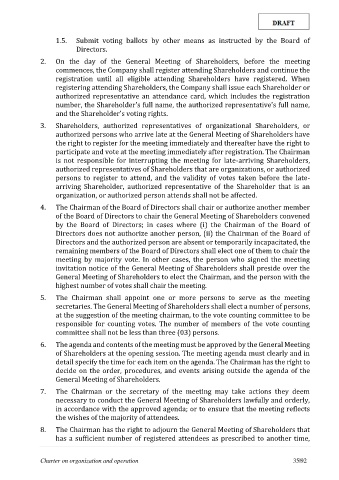 DRAFT
1.5. Submit voting ballots by other means as instructed by the Board of
Directors.
2. On the day of the General Meeting of Shareholders, before the meeting
commences, the Company shall register attending Shareholders and continue the
registration until all eligible attending Shareholders have registered. When
registering attending Shareholders, the Company shall issue each Shareholder or
authorized representative an attendance card, which includes the registration
number, the Shareholder's full name, the authorized representative's full name,
and the Shareholder's voting rights.
3. Shareholders, authorized representatives of organizational Shareholders, or
authorized persons who arrive late at the General Meeting of Shareholders have
the right to register for the meeting immediately and thereafter have the right to
participate and vote at the meeting immediately after registration. The Chairman
is not responsible for interrupting the meeting for late-arriving Shareholders,
authorized representatives of Shareholders that are organizations, or authorized
persons to register to attend, and the validity of votes taken before the late-
arriving Shareholder, authorized representative of the Shareholder that is an
organization, or authorized person attends shall not be affected.
4. The Chairman of the Board of Directors shall chair or authorize another member
of the Board of Directors to chair the General Meeting of Shareholders convened
by the Board of Directors; in cases where (i) the Chairman of the Board of
Directors does not authorize another person, (ii) the Chairman of the Board of
Directors and the authorized person are absent or temporarily incapacitated, the
remaining members of the Board of Directors shall elect one of them to chair the
meeting by majority vote. In other cases, the person who signed the meeting
invitation notice of the General Meeting of Shareholders shall preside over the
General Meeting of Shareholders to elect the Chairman, and the person with the
highest number of votes shall chair the meeting.
5. The Chairman shall appoint one or more persons to serve as the meeting
secretaries. The General Meeting of Shareholders shall elect a number of persons,
at the suggestion of the meeting chairman, to the vote counting committee to be
responsible for counting votes. The number of members of the vote counting
committee shall not be less than three (03) persons.
6. The agenda and contents of the meeting must be approved by the General Meeting
of Shareholders at the opening session. The meeting agenda must clearly and in
detail specify the time for each item on the agenda. The Chairman has the right to
decide on the order, procedures, and events arising outside the agenda of the
General Meeting of Shareholders.
7. The Chairman or the secretary of the meeting may take actions they deem
necessary to conduct the General Meeting of Shareholders lawfully and orderly,
in accordance with the approved agenda; or to ensure that the meeting reflects
the wishes of the majority of attendees.
8. The Chairman has the right to adjourn the General Meeting of Shareholders that
has a sufficient number of registered attendees as prescribed to another time,
Charter on organization and operation 35/92